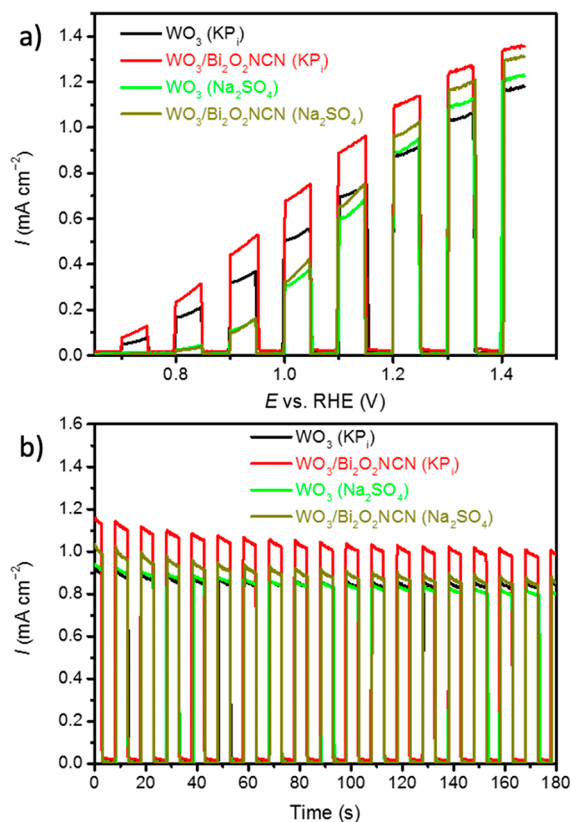 a)
WO₃ (KPᵢ)
WO₃/Bi₂O₂NCN (KPᵢ)
WO₃ (Na₂SO₄)
WO₃/Bi₂O₂NCN (Na₂SO₄)
I (mA cm⁻²)
1.4
1.2
1.0
0.8
0.6
0.4
0.2
0.0
0.8 1.0 1.2 1.4
E vs. RHE (V)
b)
WO₃ (KPᵢ)
WO₃/Bi₂O₂NCN (KPᵢ)
WO₃ (Na₂SO₄)
WO₃/Bi₂O₂NCN (Na₂SO₄)
I (mA cm⁻²)
1.6
1.4
1.2
1.0
0.8
0.6
0.4
0.2
0.0
0 20 40 60 80 100 120 140 160 180
Time (s)